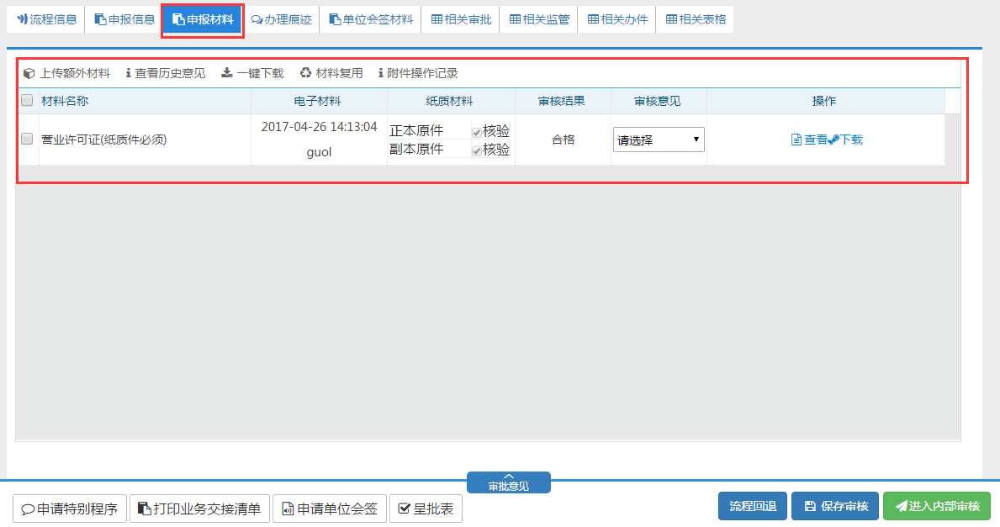 流程信息 申报信息 申报材料 办理痕迹 单位会签材料 相关审批 相关监管 相关办件 相关表格
上传额外材料 查看历史意见 一键下载 材料复用 附件操作记录
材料名称 电子材料 纸质材料 审核结果 审核意见 操作
营业许可证(纸质件必须) 2017-04-26 14:13:04 正本原件 核验 合格 请选择 查看 下载
guol 副本原件 核验
审批意见
申请特别程序 打印业务交接清单 申请单位会签 呈批表 流程回退 保存审核 进入内部审核